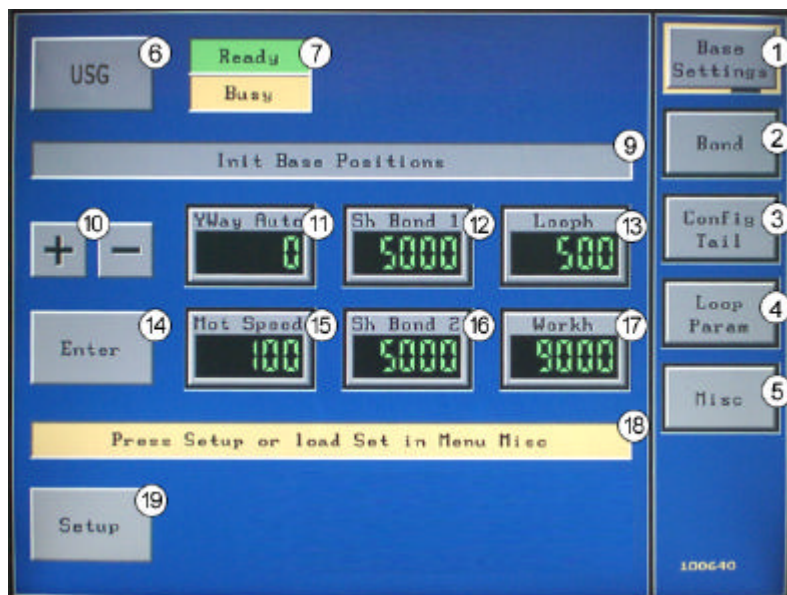 USG
6
Ready
7
Busy
Init Base Positions
9
10
+
-
YWay Auto
11
0
Sh Bond 1
12
5000
Looph
13
500
Enter
14
Mot Speed
15
100
Sh Bond 2
16
5000
Workh
17
9000
Press Setup or load Set in Menu Misc
18
Setup
19
Base
Settings
1
Bond
2
Config
Tail
3
Loop
Param
4
Misc
5
100640